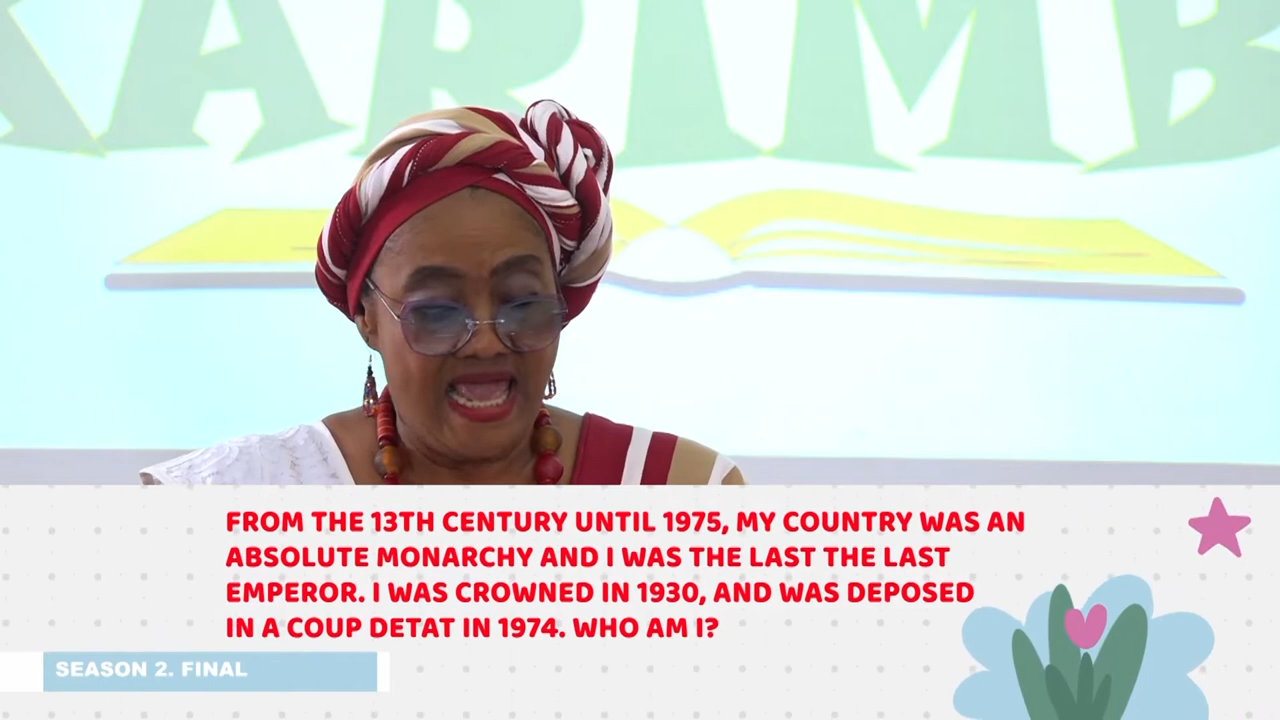 ARIMB
FROM THE 13TH CENTURY UNTIL 1975, MY COUNTRY WAS AN
ABSOLUTE MONARCHY AND I WAS THE LAST THE LAST
EMPEROR. I WAS CROWNED IN 1930, AND WAS DEPOSED
IN A COUP DETAT IN 1974. WHO AM I?
SEASON 2. FINAL